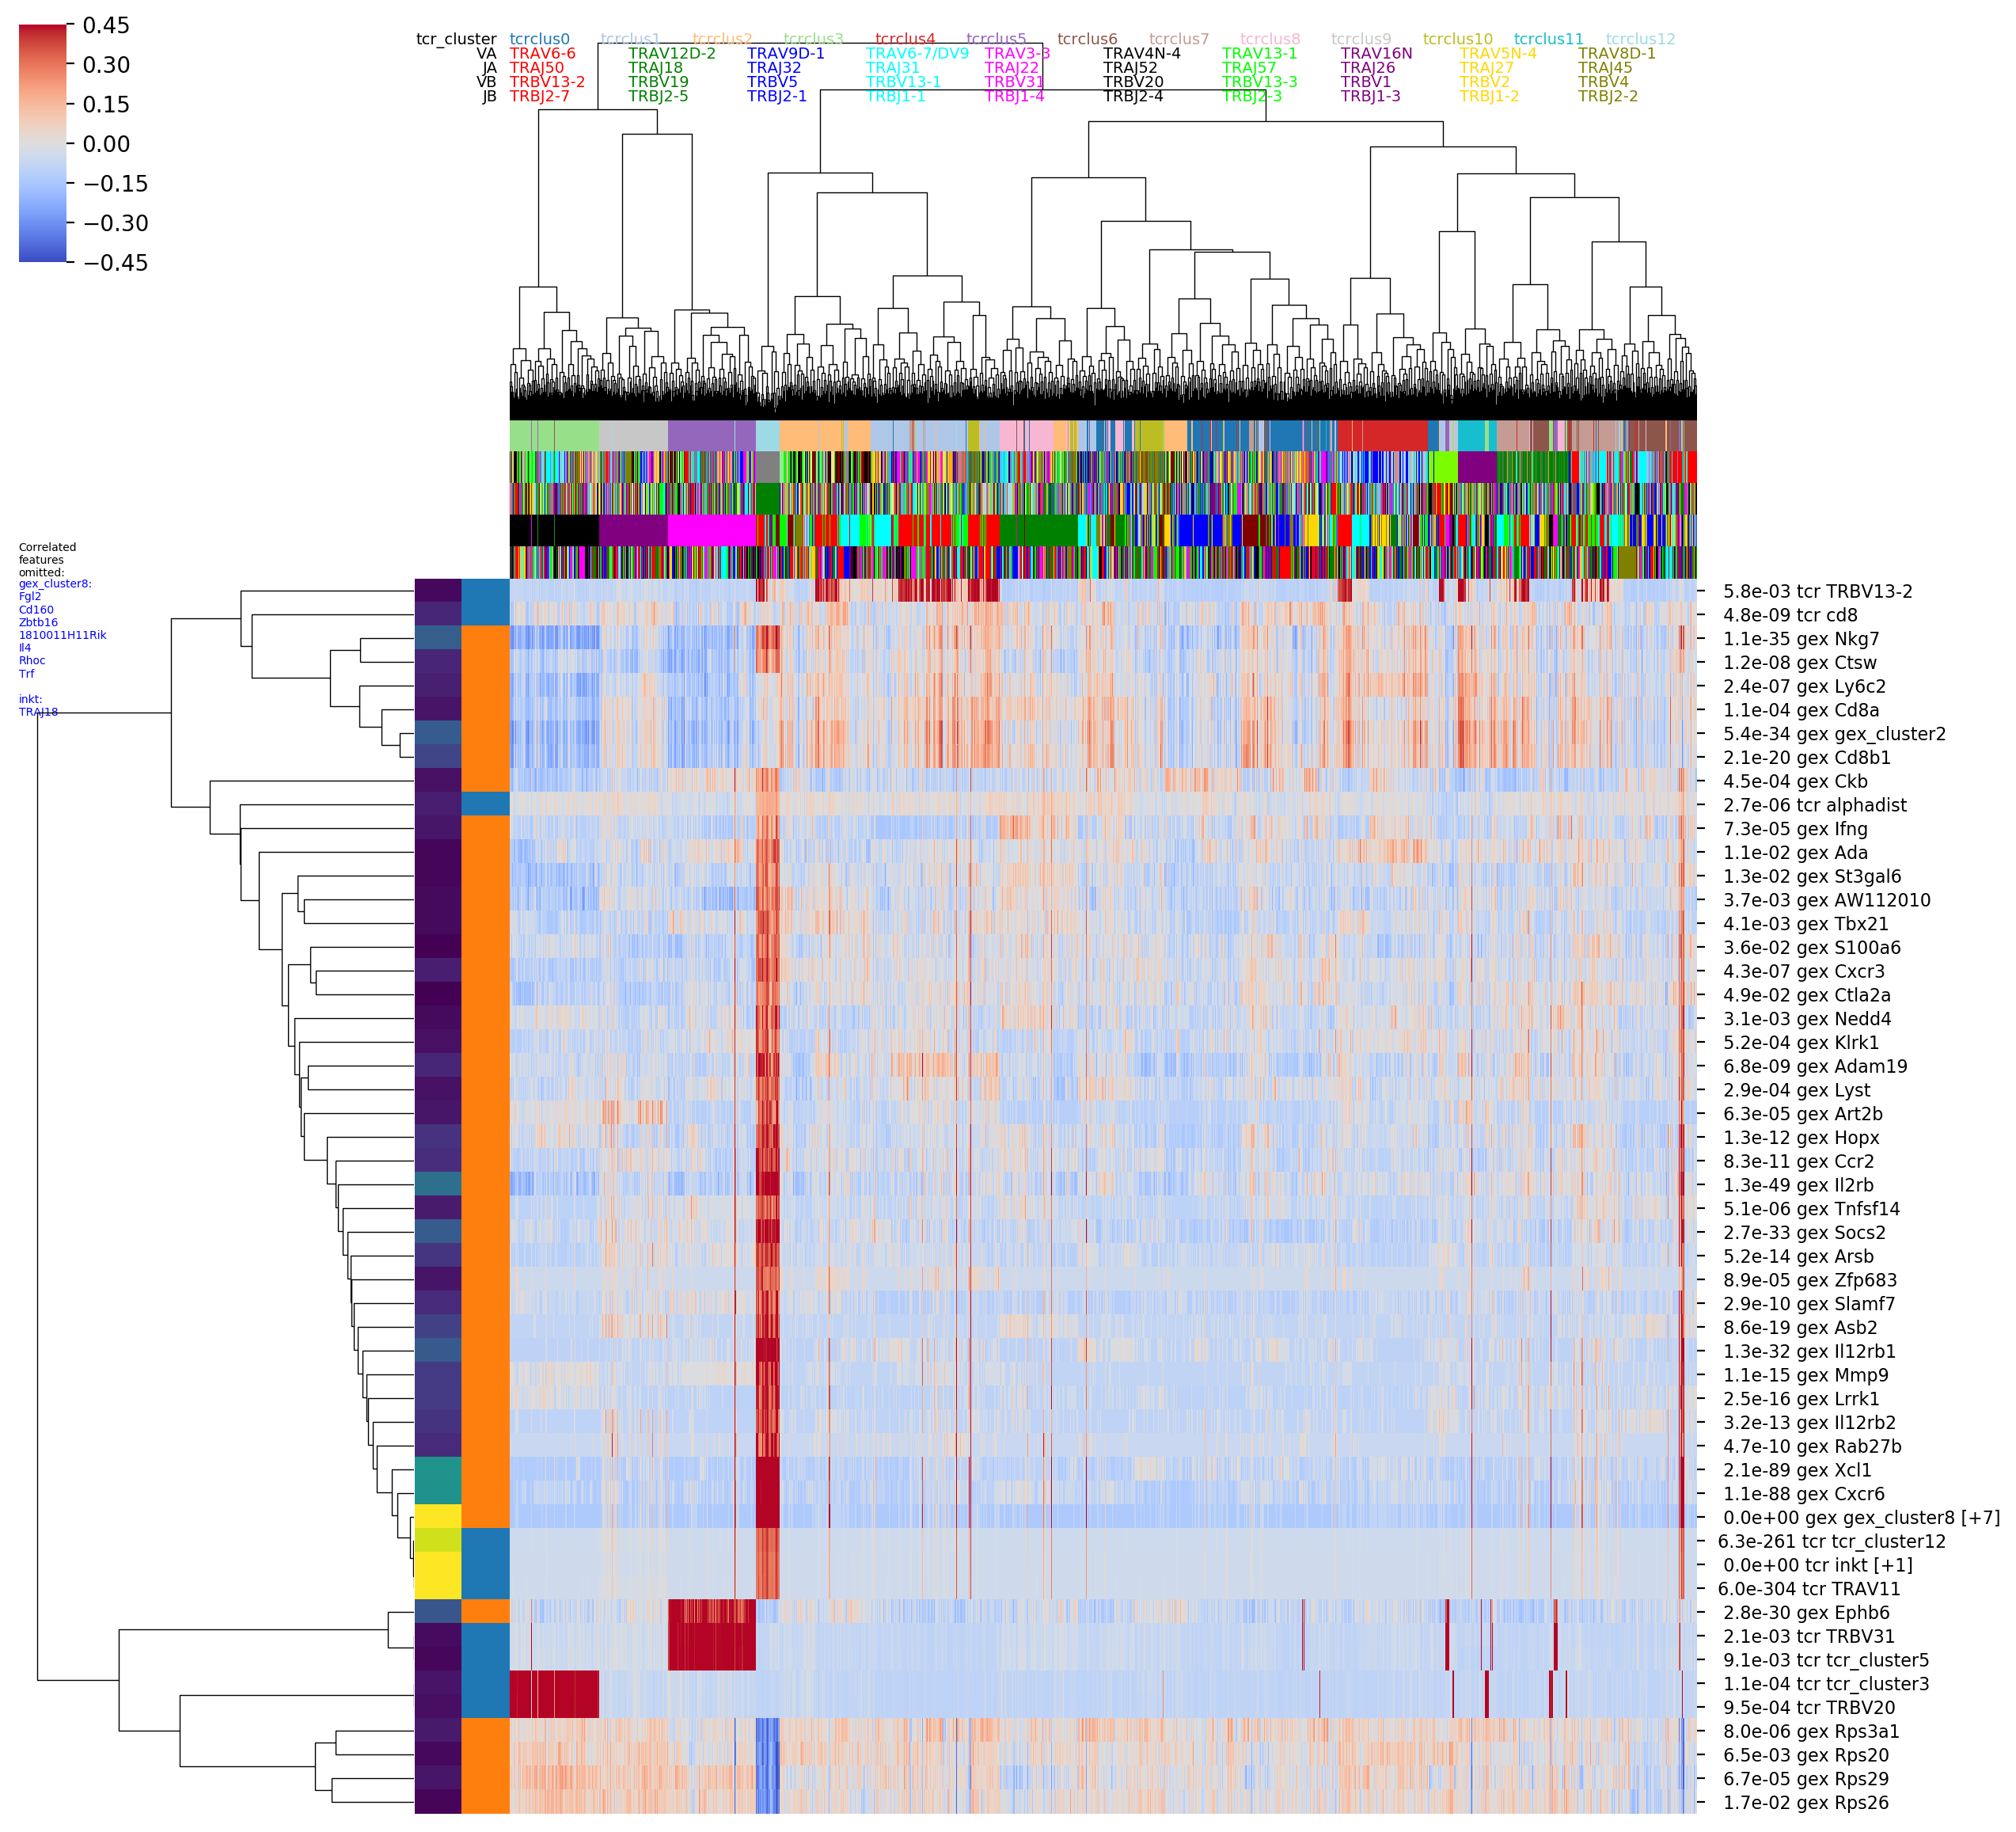 0.45
0.30
0.15
0.00
−0.15
−0.30
−0.45
tcr_cluster tcrclus0 tcrclus1 tcrclus2 tcrclus3 tcrclus4 tcrclus5 tcrclus6 tcrclus7 tcrclus8 tcrclus9 tcrclus10 tcrclus11 tcrclus12
VA TRAV6-6 TRAV12D-2 TRAV9D-1 TRAV6-7/DV9 TRAV3-3 TRAV4N-4 TRAV13-1 TRAV16N TRAV5N-4 TRAV8D-1
JA TRAJ50 TRAJ18 TRAJ32 TRAJ31 TRAJ22 TRAJ52 TRAJ57 TRAJ26 TRAJ27 TRAJ45
VB TRBV13-2 TRBV19 TRBV5 TRBV13-1 TRBV31 TRBV20 TRBV13-3 TRBV1 TRBV2 TRBV4
JB TRBJ2-7 TRBJ2-5 TRBJ2-1 TRBJ1-1 TRBJ1-4 TRBJ2-4 TRBJ2-3 TRBJ1-3 TRBJ1-2 TRBJ2-2
Correlated
features
omitted:
gex_cluster8:
Fgl2
Cd160
Zbtb16
1810011H11Rik
Il4
Rhoc
Trf
inkt:
TRAJ18
5.8e-03 tcr TRBV13-2
4.8e-09 tcr cd8
1.1e-35 gex Nkg7
1.2e-08 gex Ctsw
2.4e-07 gex Ly6c2
1.1e-04 gex Cd8a
5.4e-34 gex gex_cluster2
2.1e-20 gex Cd8b1
4.5e-04 gex Ckb
2.7e-06 tcr alphadist
7.3e-05 gex Ifng
1.1e-02 gex Ada
1.3e-02 gex St3gal6
3.7e-03 gex AW112010
4.1e-03 gex Tbx21
3.6e-02 gex S100a6
4.3e-07 gex Cxcr3
4.9e-02 gex Ctla2a
3.1e-03 gex Nedd4
5.2e-04 gex Klrk1
6.8e-09 gex Adam19
2.9e-04 gex Lyst
6.3e-05 gex Art2b
1.3e-12 gex Hopx
8.3e-11 gex Ccr2
1.3e-49 gex Il2rb
5.1e-06 gex Tnfsf14
2.7e-33 gex Socs2
5.2e-14 gex Arsb
8.9e-05 gex Zfp683
2.9e-10 gex Slamf7
8.6e-19 gex Asb2
1.3e-32 gex Il12rb1
1.1e-15 gex Mmp9
2.5e-16 gex Lrrk1
3.2e-13 gex Il12rb2
4.7e-10 gex Rab27b
2.1e-89 gex Xcl1
1.1e-88 gex Cxcr6
0.0e+00 gex gex_cluster8 [+7]
6.3e-261 tcr tcr_cluster12
0.0e+00 tcr inkt [+1]
6.0e-304 tcr TRAV11
2.8e-30 gex Ephb6
2.1e-03 tcr TRBV31
9.1e-03 tcr tcr_cluster5
1.1e-04 tcr tcr_cluster3
9.5e-04 tcr TRBV20
8.0e-06 gex Rps3a1
6.5e-03 gex Rps20
6.7e-05 gex Rps29
1.7e-02 gex Rps26